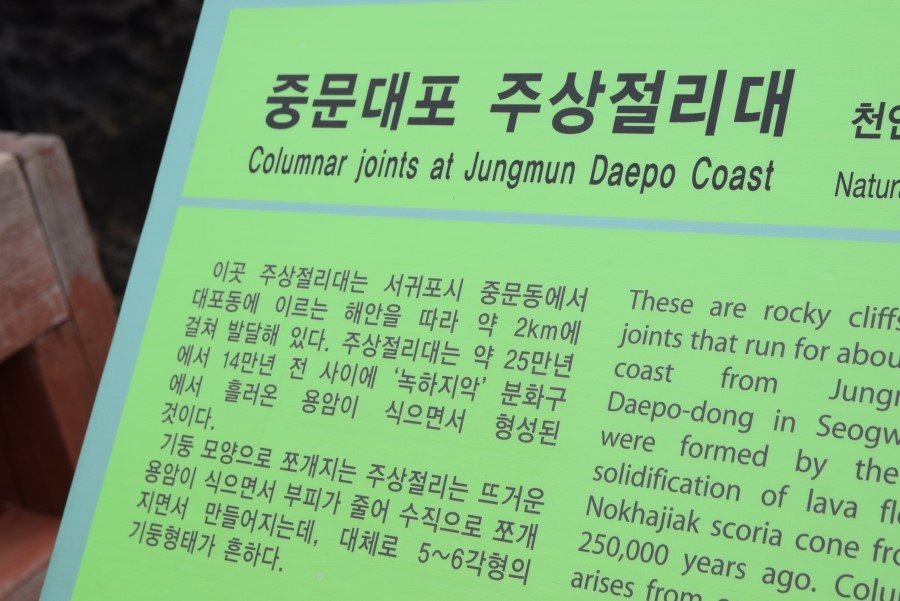 중문대포 주상절리대
Columnar joints at Jungmun Daepo Coast
이곳 주상절리대는 서귀포시 중문동에서
대포동에 이르는 해안을 따라 약 2km에
걸쳐 발달해 있다. 주상절리대는 약 25만년
에서 14만년 전 사이에 ‘녹하지악’ 분화구
에서 흘러온 용암이 식으면서 형성된
것이다.
기둥 모양으로 쪼개지는 주상절리는 뜨거운
용암이 식으면서 부피가 줄어 수직으로 쪼개
지면서 만들어지는데, 대체로 5~6각형의
기둥형태가 흔하다.
These are rocky cliffs
joints that run for abou
coast from Jung
Daepo-dong in Seogw
were formed by the
solidification of lava fl
Nokhajiak scoria cone fro
250,000 years ago. Colu
arises from